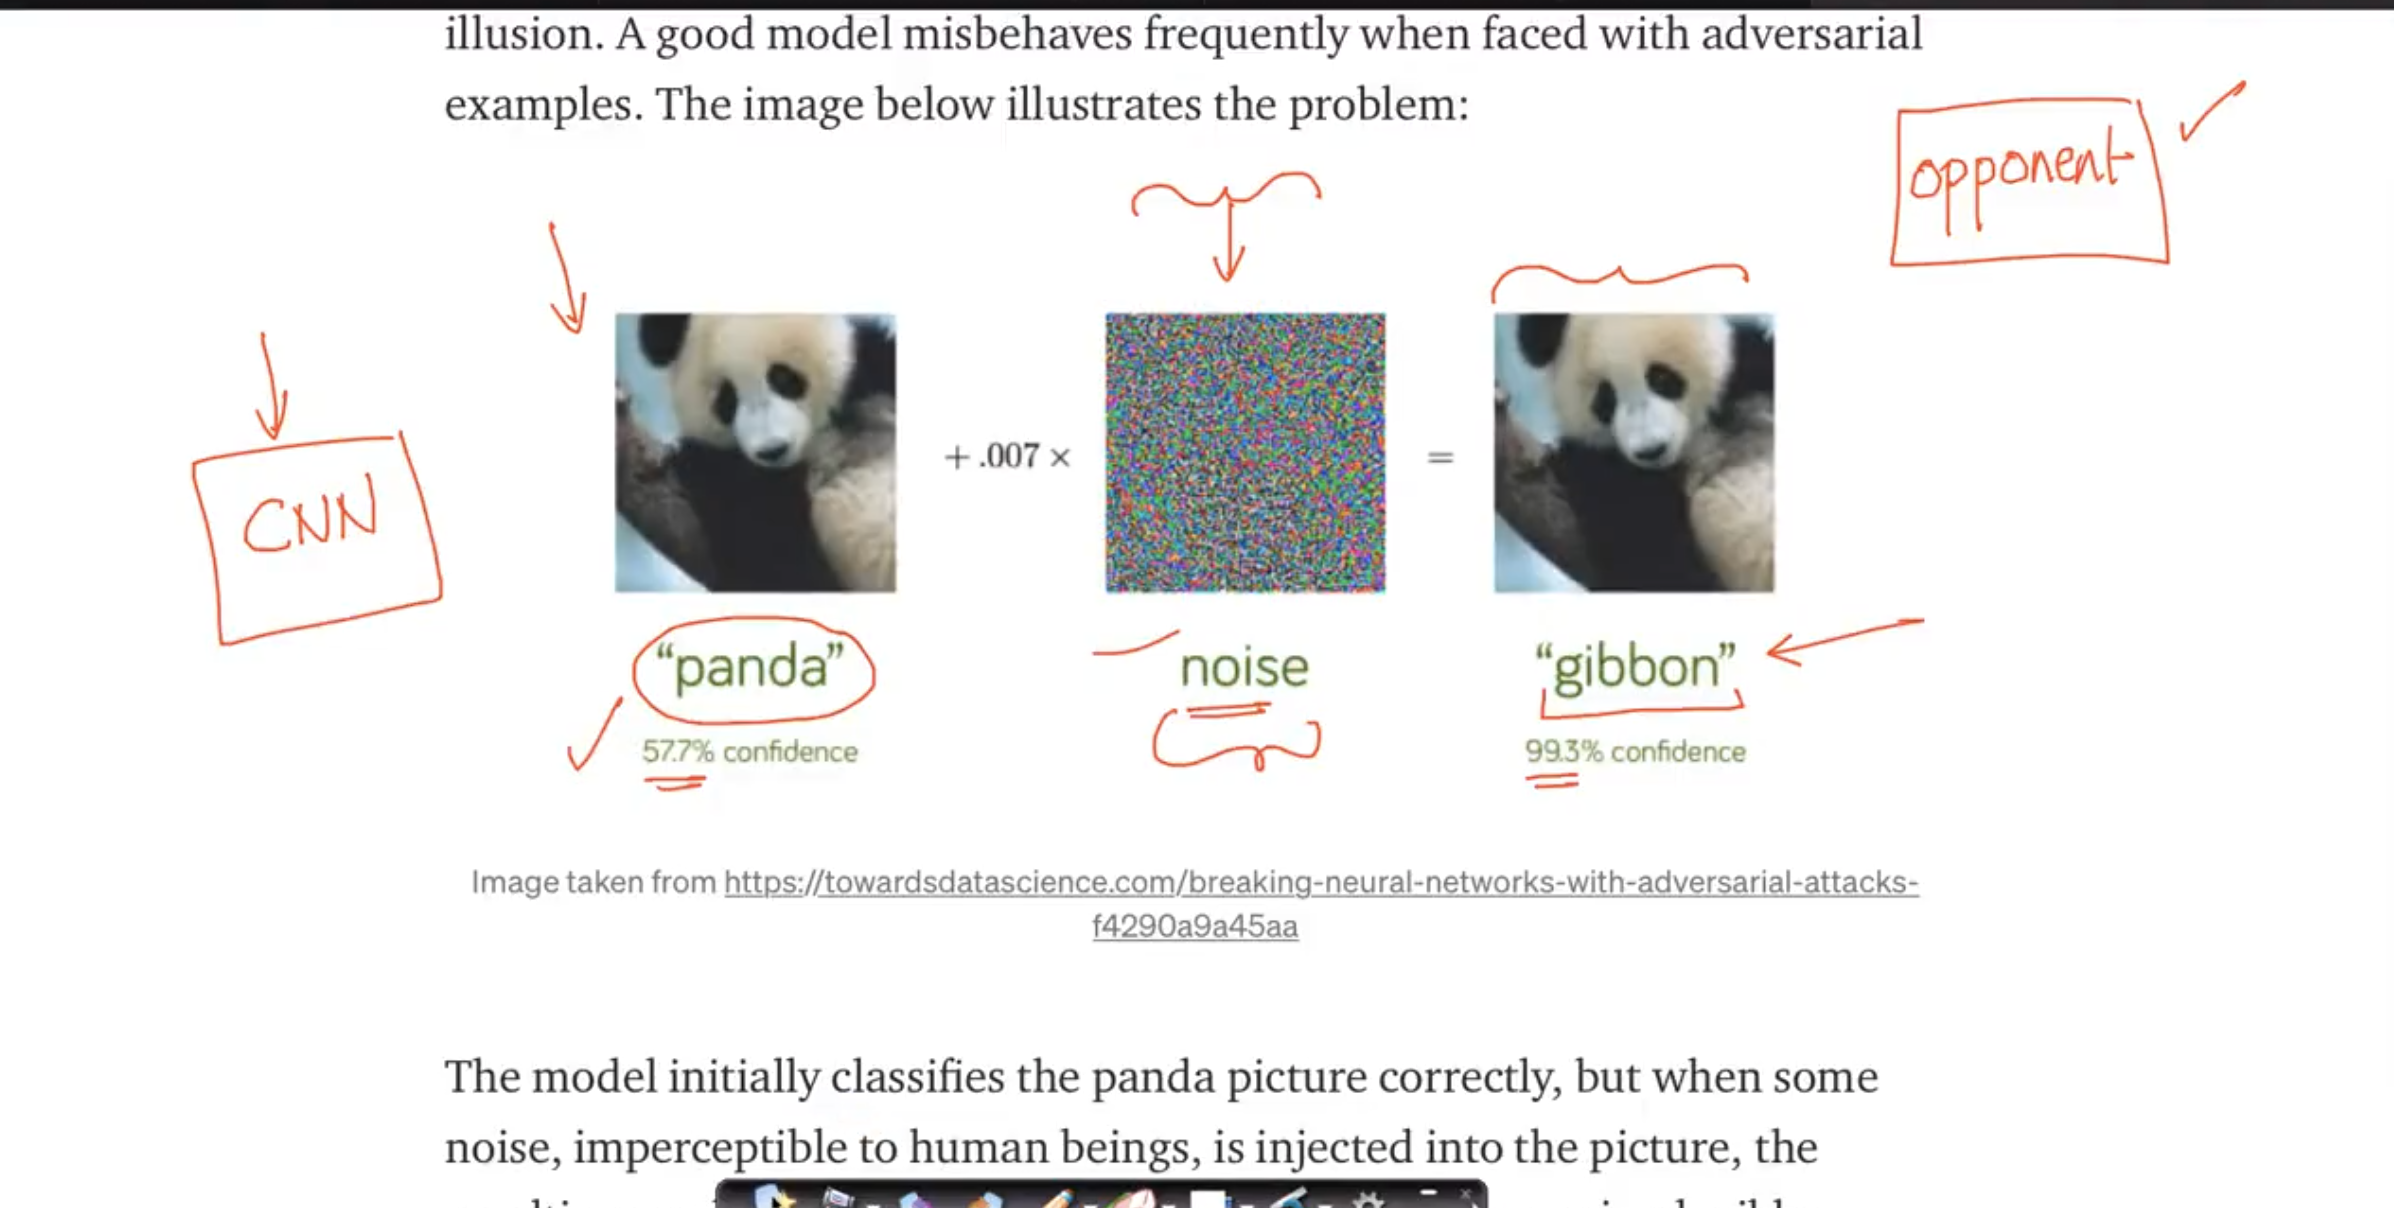 illusion. A good model misbehaves frequently when faced with adversarial
examples. The image below illustrates the problem:
opponent
CNN
+ .007 ×
=
“panda”
noise
“gibbon”
57.7% confidence
99.3% confidence
Image taken from https://towardsdatascience.com/breaking-neural-networks-with-adversarial-attacks-
f4290a9a45aa
The model initially classifies the panda picture correctly, but when some
noise, imperceptible to human beings, is injected into the picture, the